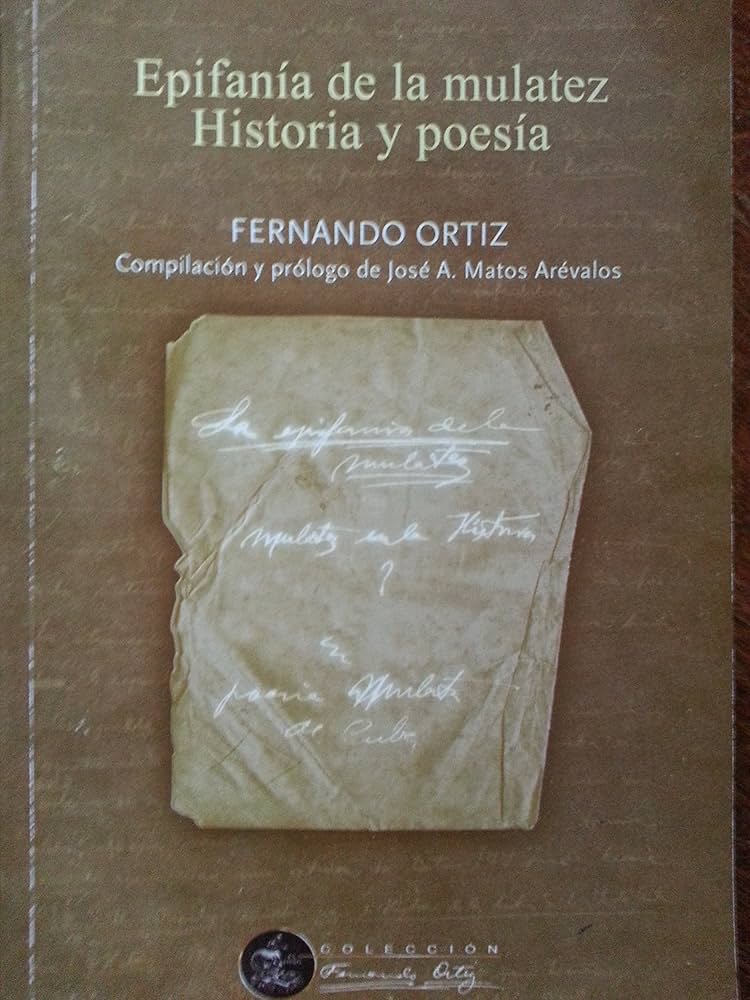 Epifanía de la mulatez
Historia y poesía
FERNANDO ORTIZ
Compilación y prólogo de José A. Matos Arévalos
La epifanía de la
mulatez
mulatez en la Historia
?
poesía Mulata
de Cuba
COLECCIÓN
Fernando Ortiz